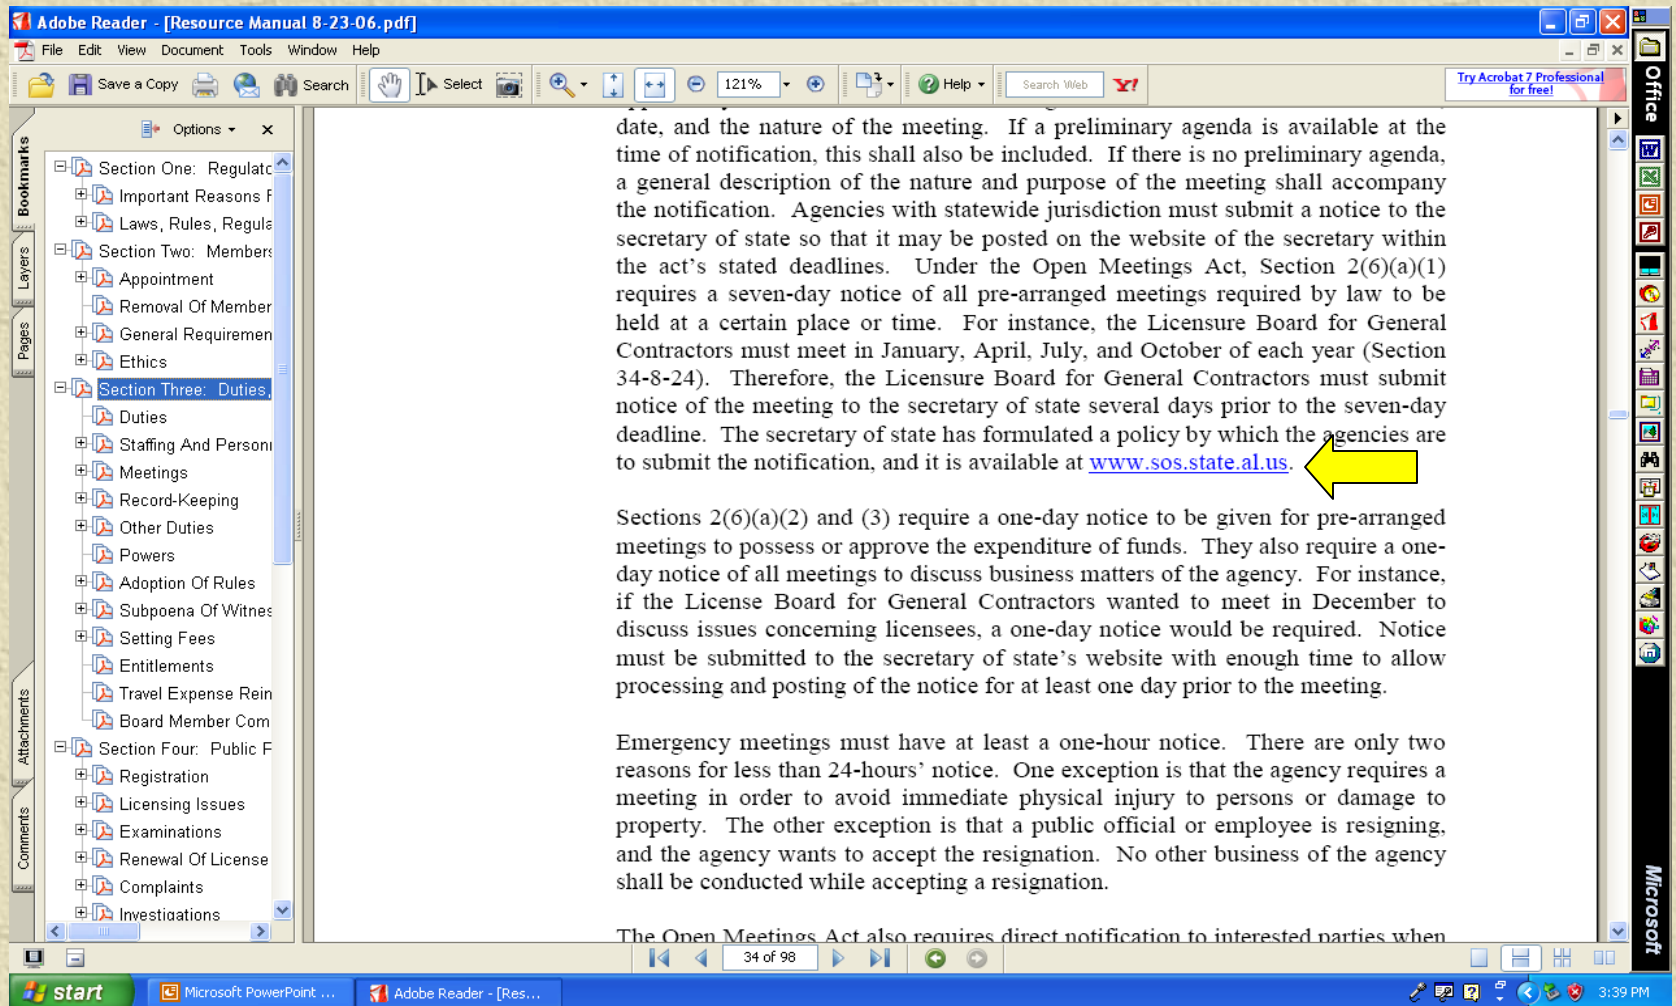 Adobe Reader - [Resource Manual 8-23-06.pdf]
File Edit View Document Tools Window Help
Save a Copy Search Select 121% Help Search Web Y!
Try Acrobat 7 Professional
for free!
Office
Bookmarks
Layers
Pages
Attachments
Comments
Options
Section One: Regulatc
Important Reasons F
Laws, Rules, Regula
Section Two: Members
Appointment
Removal Of Member
General Requiremen
Ethics
Section Three: Duties,
Duties
Staffing And Personn
Meetings
Record-Keeping
Other Duties
Powers
Adoption Of Rules
Subpoena Of Witnes
Setting Fees
Entitlements
Travel Expense Rein
Board Member Com
Section Four: Public F
Registration
Licensing Issues
Examinations
Renewal Of License
Complaints
Investigations
date, and the nature of the meeting. If a preliminary agenda is available at the
time of notification, this shall also be included. If there is no preliminary agenda,
a general description of the nature and purpose of the meeting shall accompany
the notification. Agencies with statewide jurisdiction must submit a notice to the
secretary of state so that it may be posted on the website of the secretary within
the act's stated deadlines. Under the Open Meetings Act, Section 2(6)(a)(1)
requires a seven-day notice of all pre-arranged meetings required by law to be
held at a certain place or time. For instance, the Licensure Board for General
Contractors must meet in January, April, July, and October of each year (Section
34-8-24). Therefore, the Licensure Board for General Contractors must submit
notice of the meeting to the secretary of state several days prior to the seven-day
deadline. The secretary of state has formulated a policy by which the agencies are
to submit the notification, and it is available at www.sos.state.al.us.
Sections 2(6)(a)(2) and (3) require a one-day notice to be given for pre-arranged
meetings to possess or approve the expenditure of funds. They also require a one-
day notice of all meetings to discuss business matters of the agency. For instance,
if the License Board for General Contractors wanted to meet in December to
discuss issues concerning licensees, a one-day notice would be required. Notice
must be submitted to the secretary of state's website with enough time to allow
processing and posting of the notice for at least one day prior to the meeting.
Emergency meetings must have at least a one-hour notice. There are only two
reasons for less than 24-hours' notice. One exception is that the agency requires a
meeting in order to avoid immediate physical injury to persons or damage to
property. The other exception is that a public official or employee is resigning,
and the agency wants to accept the resignation. No other business of the agency
shall be conducted while accepting a resignation.
The Open Meetings Act also requires direct notification to interested parties when
Microsoft
34 of 98
start Microsoft PowerPoint ... Adobe Reader - [Res... 3:39 PM